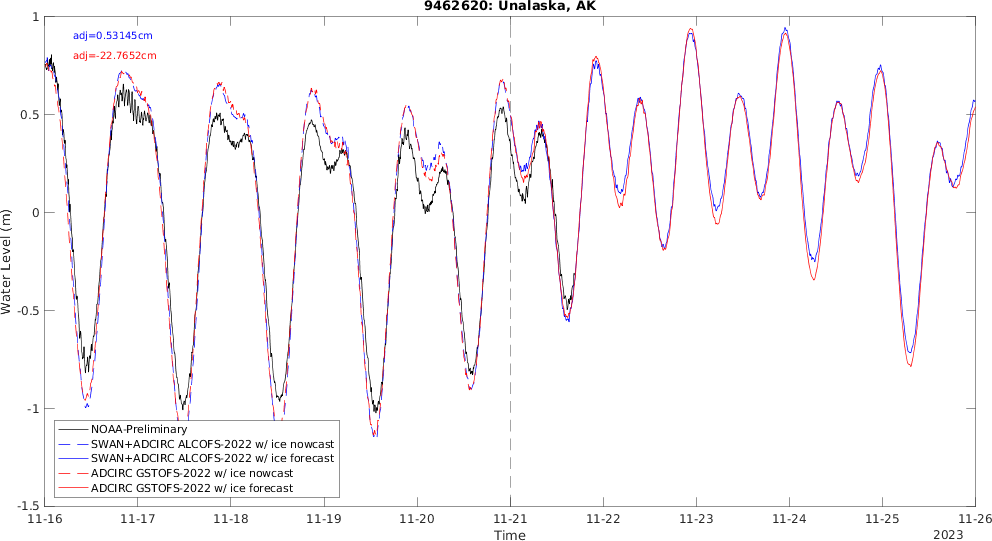 9462620: Unalaska, AK
adj=0.53145cm
adj=-22.7652cm
1
0.5
0
-0.5
-1
-1.5
Water Level (m)
NOAA-Preliminary
SWAN+ADCIRC ALCOFS-2022 w/ ice nowcast
SWAN+ADCIRC ALCOFS-2022 w/ ice forecast
ADCIRC GSTOFS-2022 w/ ice nowcast
ADCIRC GSTOFS-2022 w/ ice forecast
11-16 11-17 11-18 11-19 11-20 11-21 11-22 11-23 11-24 11-25 11-26
Time
2023